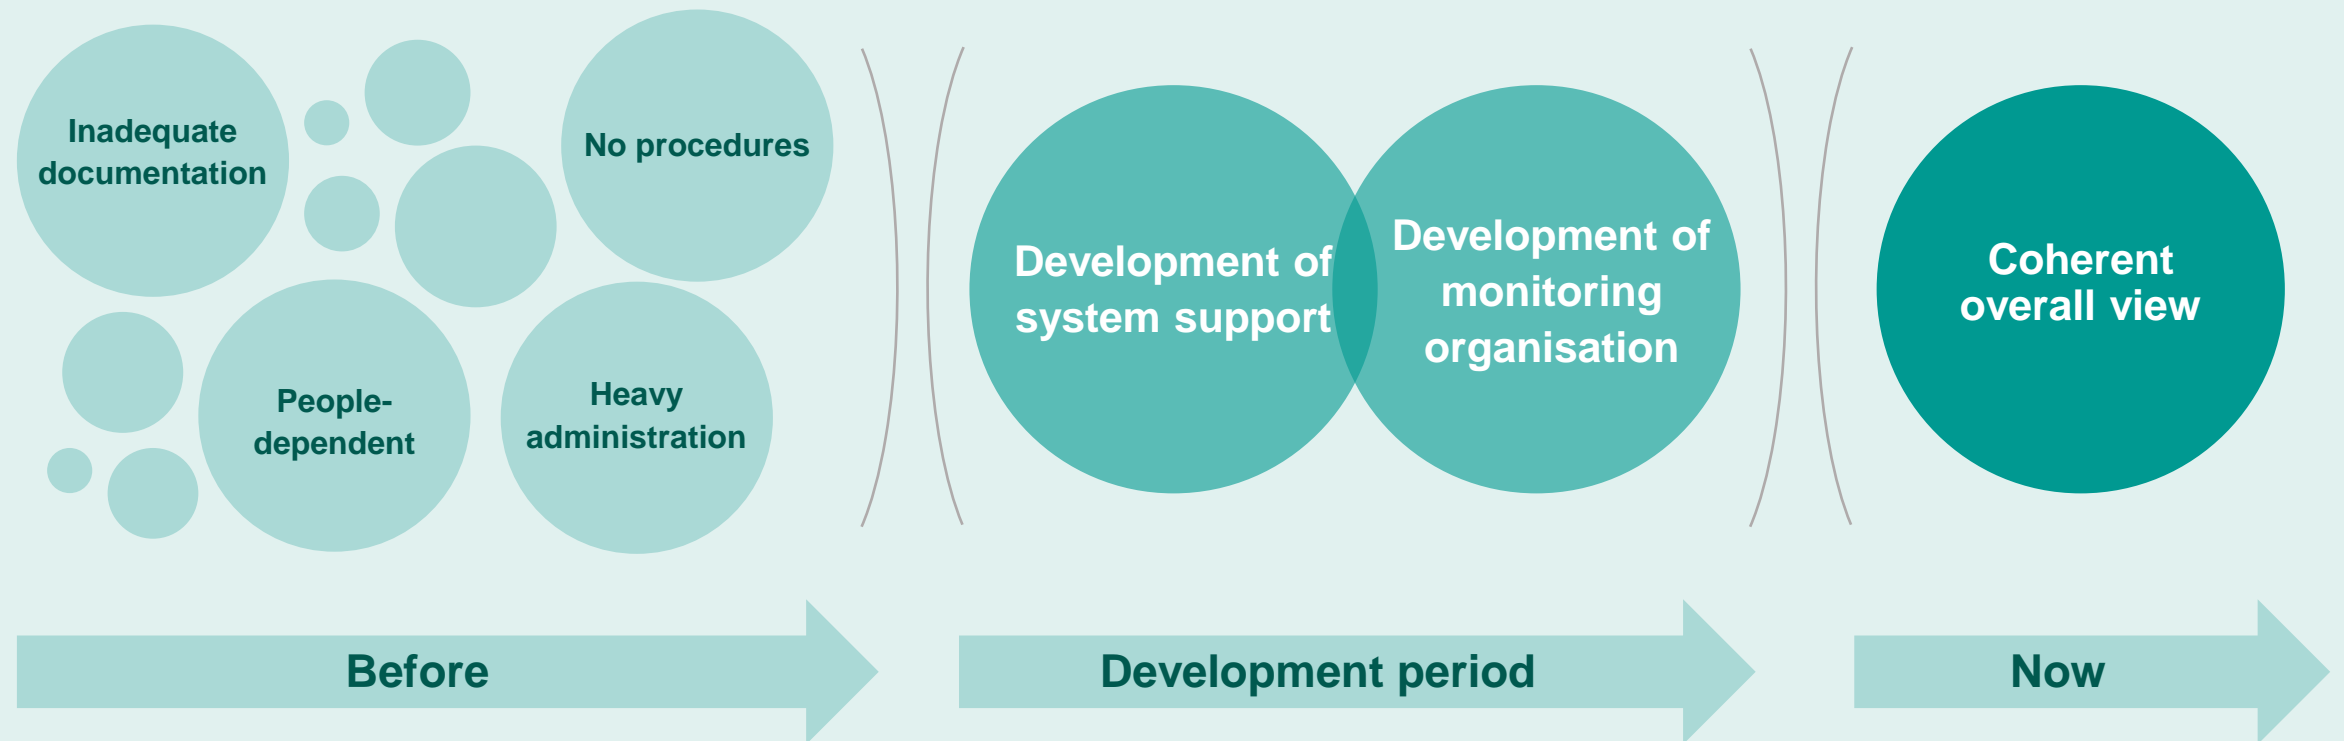 Inadequate
documentation
No procedures
People-
dependent
Heavy
administration
Development of
system support
Development of
monitoring
organisation
Coherent
overall view
Before
Development period
Now